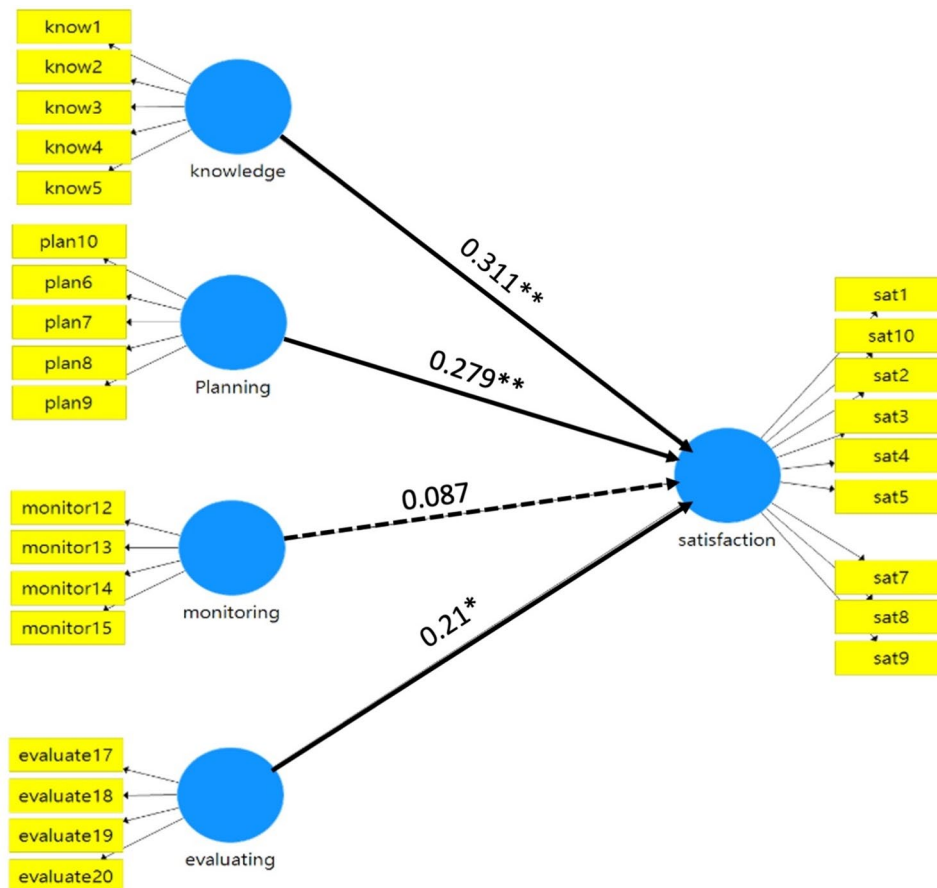 know1
know2
know3
know4
know5
knowledge
0.311**
plan10
plan6
plan7
plan8
plan9
Planning
0.279**
monitor12
monitor13
monitor14
monitor15
monitoring
0.087
evaluate17
evaluate18
evaluate19
evaluate20
evaluating
0.21*
satisfaction
sat1
sat10
sat2
sat3
sat4
sat5
sat7
sat8
sat9